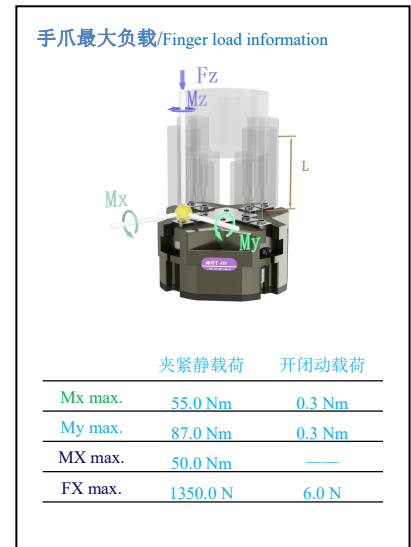 手爪最大负载/Finger load information
Fz
Mz
L
Mx
My
夹紧静载荷 开闭动载荷
Mx max. 55.0 Nm 0.3 Nm
My max. 87.0 Nm 0.3 Nm
MX max. 50.0 Nm ——
FX max. 1350.0 N 6.0 N